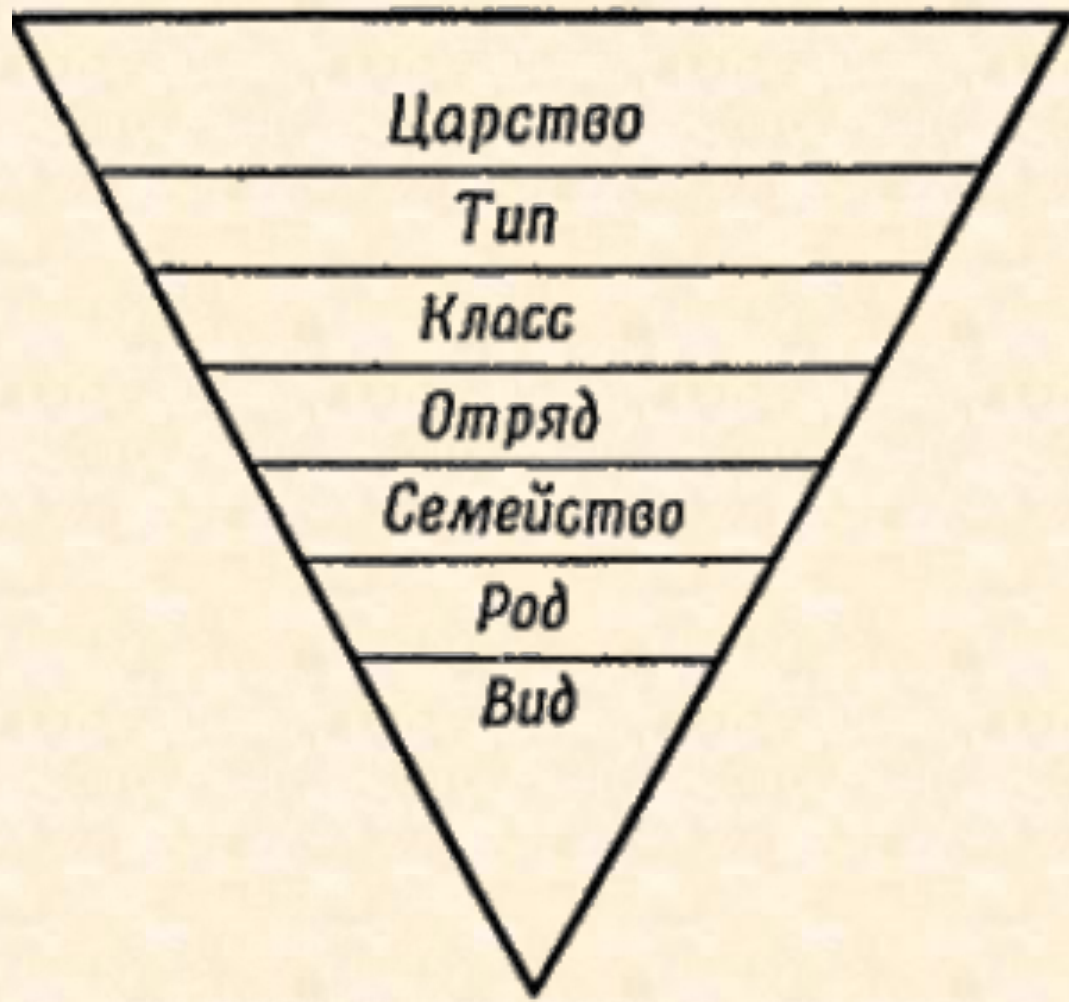 Царство
Тип
Класс
Отряд
Семейство
Род
Вид